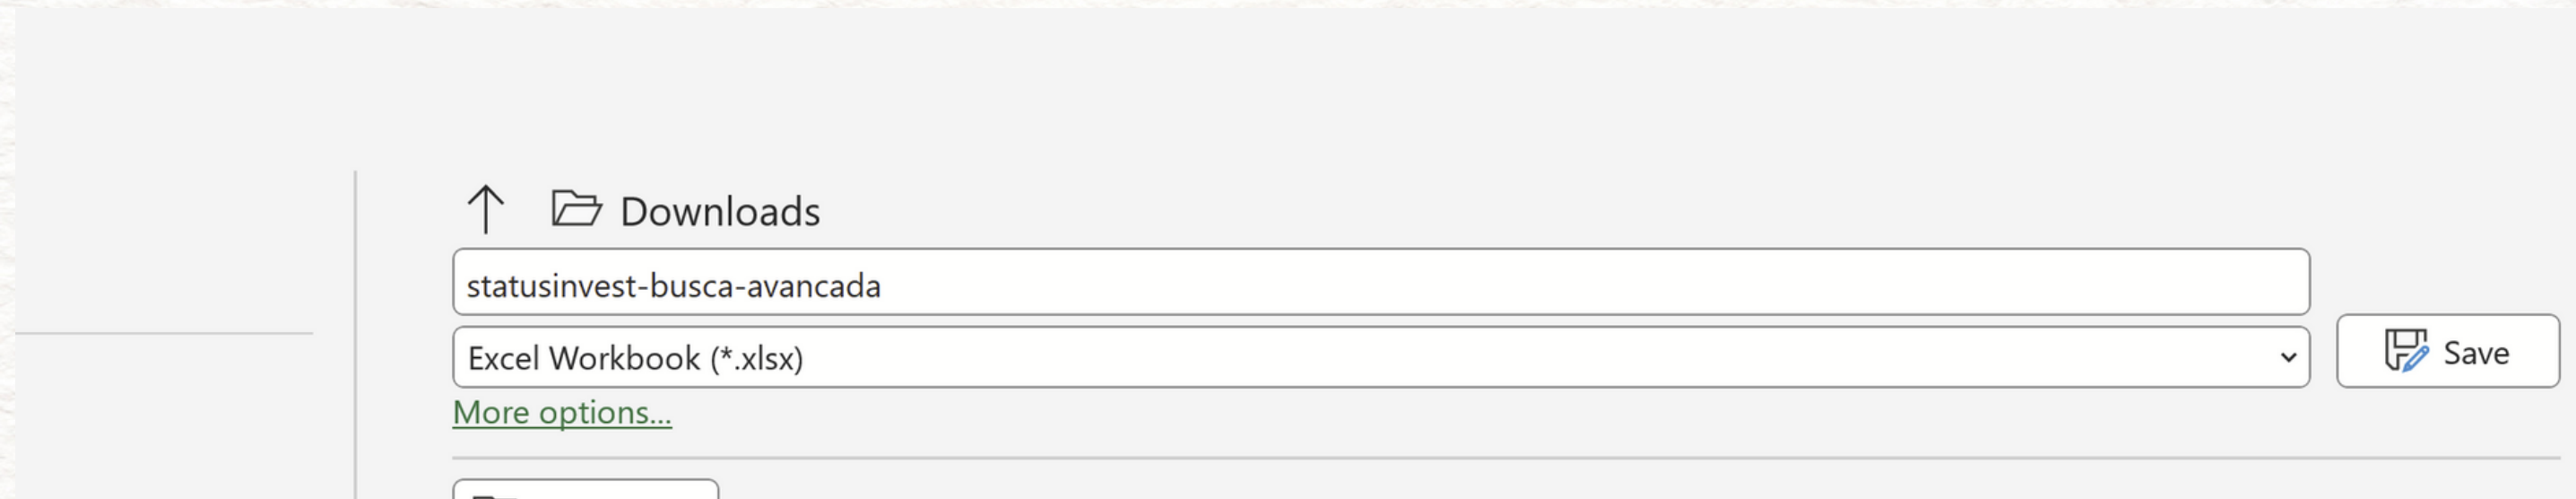 Downloads
statusinvest-busca-avancada
Excel Workbook (*.xlsx)
Save
More options...